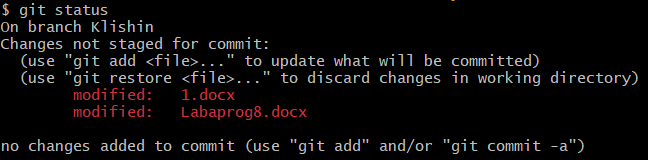 $ git status
On branch Klishin
Changes not staged for commit:
  (use "git add <file>..." to update what will be committed)
  (use "git restore <file>..." to discard changes in working directory)
        modified:   1.docx
        modified:   Labaprog8.docx

no changes added to commit (use "git add" and/or "git commit -a")